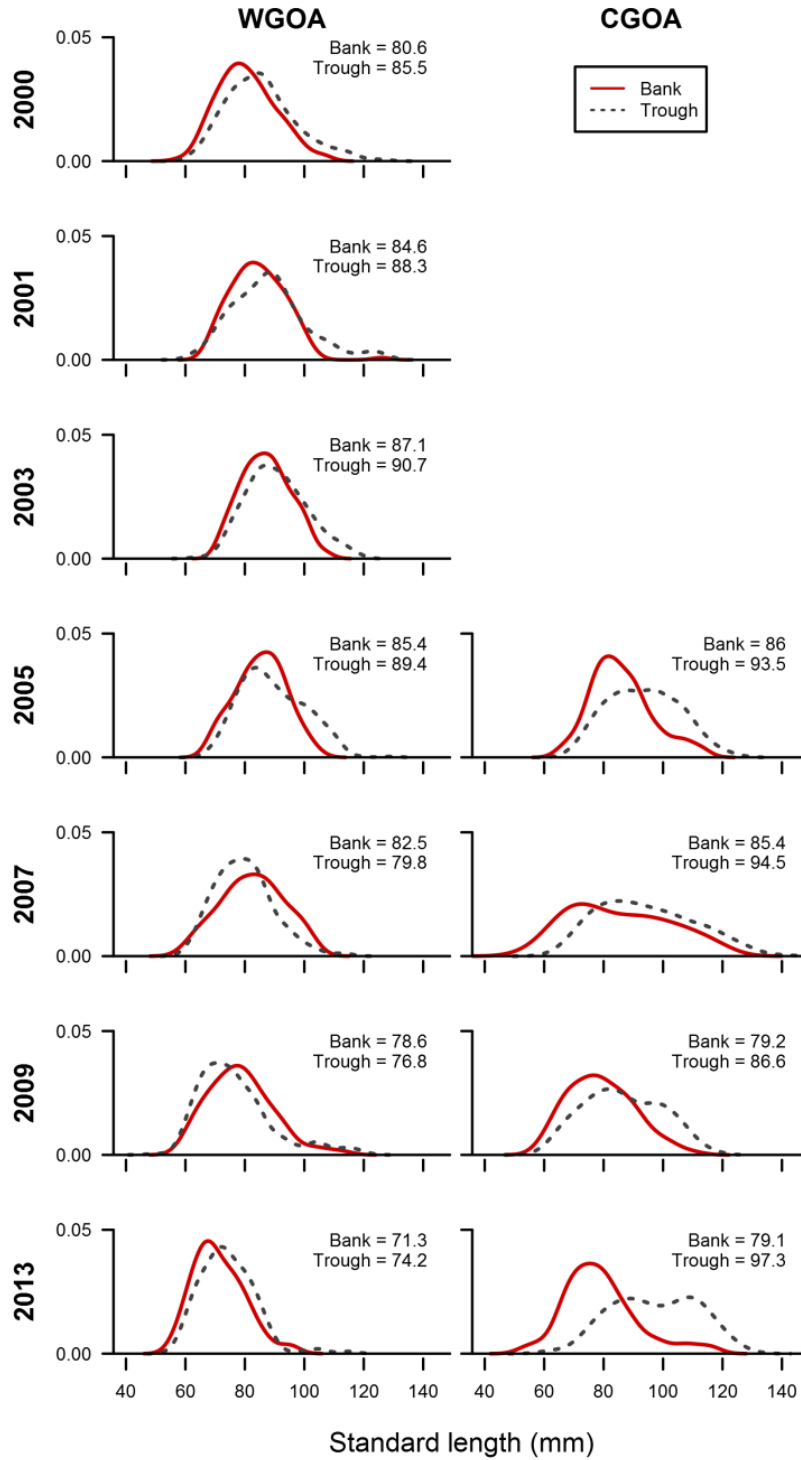 WGOA
CGOA
2000
0.05
0.00
Bank = 80.6
Trough = 85.5
Bank
Trough
2001
0.05
0.00
Bank = 84.6
Trough = 88.3
2003
0.05
0.00
Bank = 87.1
Trough = 90.7
2005
0.05
0.00
Bank = 85.4
Trough = 89.4
Bank = 86
Trough = 93.5
2007
0.05
0.00
Bank = 82.5
Trough = 79.8
Bank = 85.4
Trough = 94.5
2009
0.05
0.00
Bank = 78.6
Trough = 76.8
Bank = 79.2
Trough = 86.6
2013
0.05
0.00
Bank = 71.3
Trough = 74.2
Bank = 79.1
Trough = 97.3
40 60 80 100 120 140
40 60 80 100 120 140
Standard length (mm)